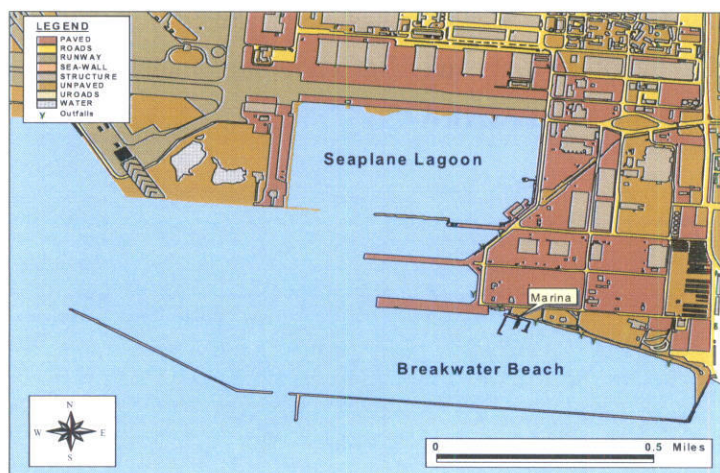 LEGEND
PAVED
ROADS
RUNWAY
SEA-WALL
STRUCTURE
UNPAVED
UROADS
WATER
Y Outfalls
Seaplane Lagoon
Marina
Breakwater Beach
N
W E
S
0 0.5 Miles